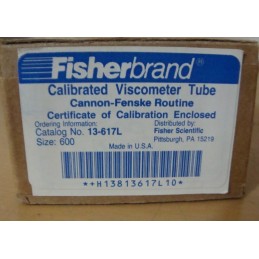 Fisherbrand®
Calibrated Viscometer Tube
Cannon-Fenske Routine
Certificate of Calibration Enclosed
Ordering Information:
Catalog No. 13-617L
Size: 600
Distributed by
Fisher Scientific
Pittsburgh, PA 15219
Made in U.S.A.
**H13813617L10*